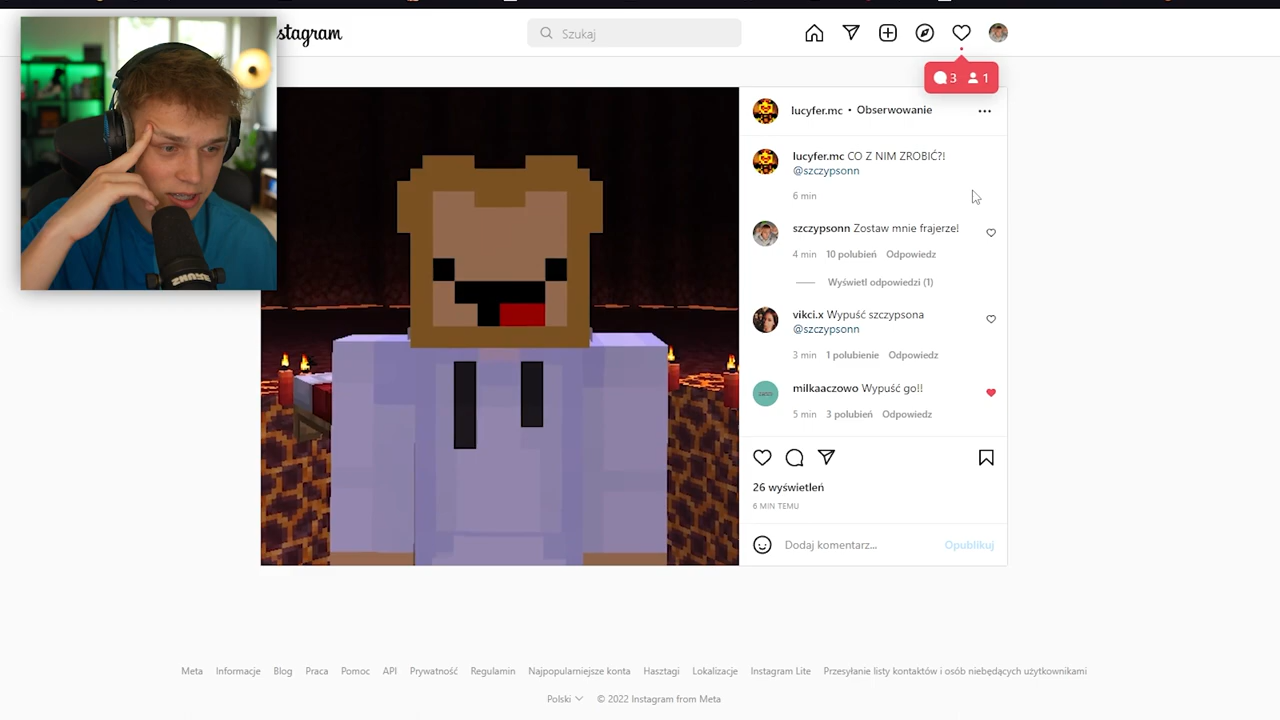 stagram
Szukaj
3 1
lucyfer.mc • Obserwowanie
lucyfer.mc CO Z NIM ZROBIĆ?!
@szczypsonn
6 min
szczypsonn Zostaw mnie frajerze!
4 min 10 polubień Odpowiedz
Wyświetl odpowiedzi (1)
vikci.x Wypuść szczypsona
@szczypsonn
3 min 1 polubienie Odpowiedz
milkaaczowo Wypuść go!!
5 min 3 polubień Odpowiedz
26 wyświetleń
6 MIN TEMU
Dodaj komentarz... Opublikuj
Meta Informacje Blog Praca Pomoc API Prywatność Regulamin Najpopularniejsze konta Hasztagi Lokalizacje Instagram Lite Przesyłanie listy kontaktów i osób niebędących użytkownikami
Polski © 2022 Instagram from Meta